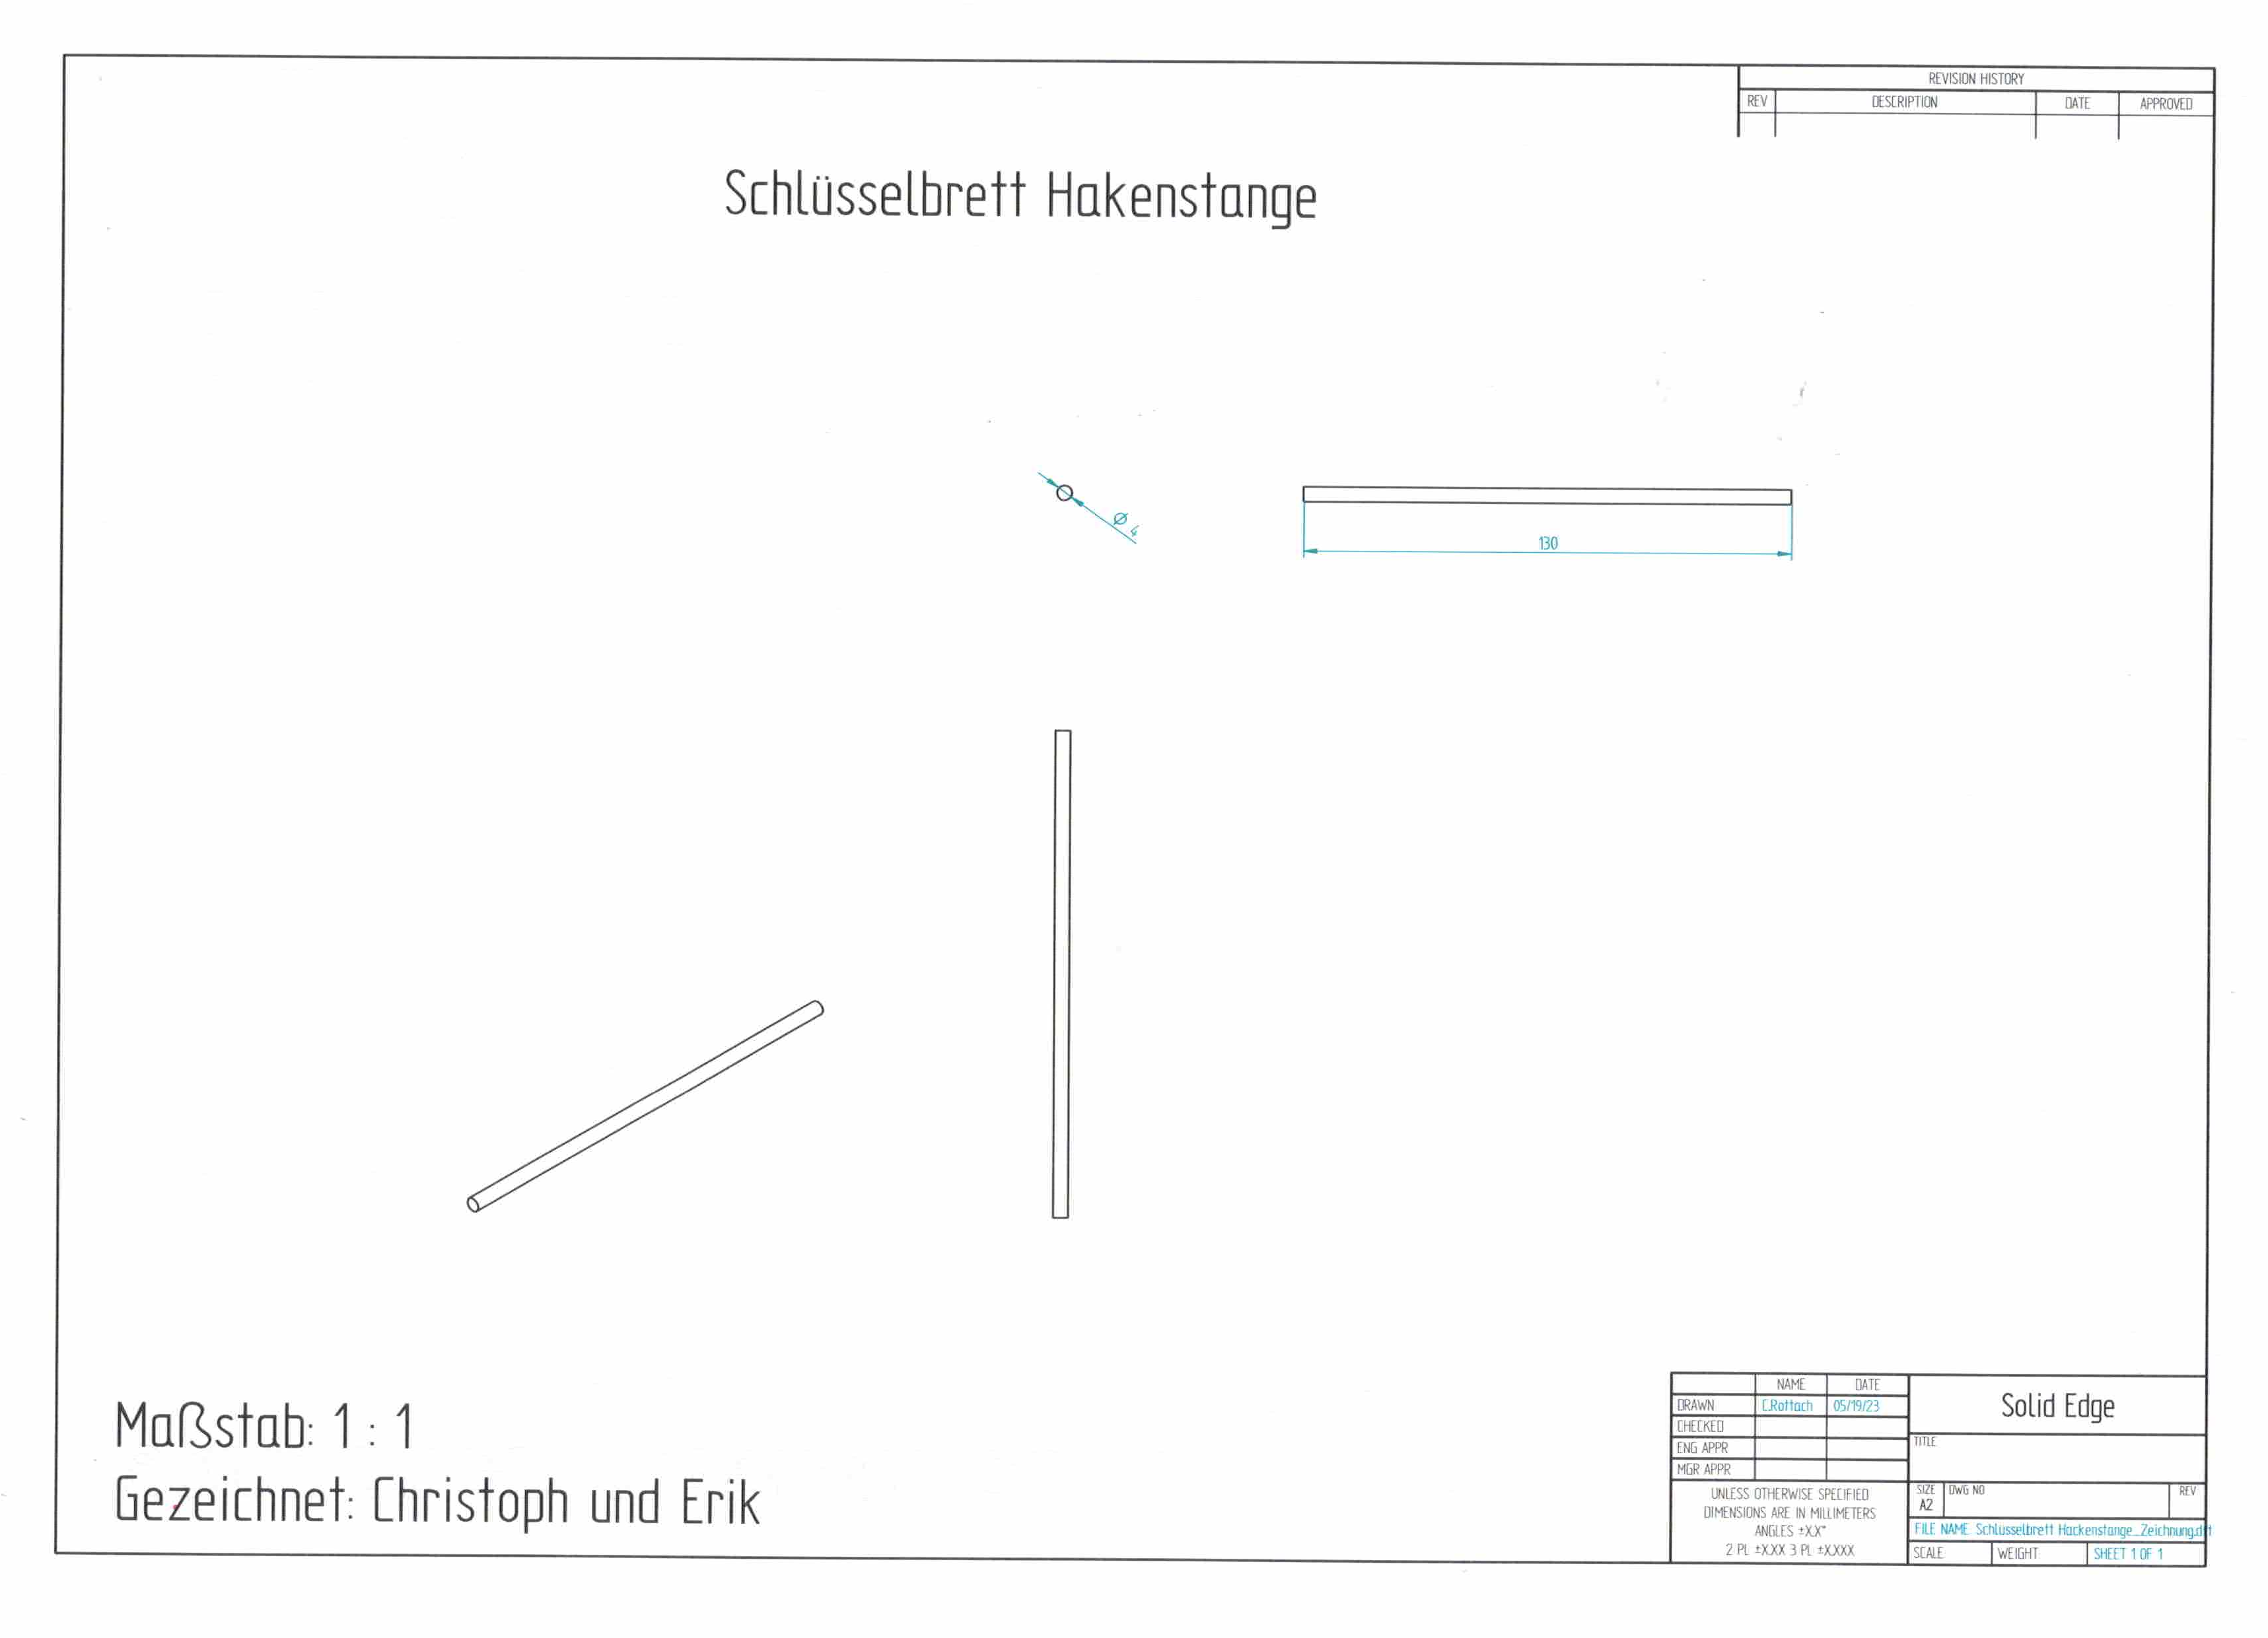 REVISION HISTORY
REV DESCRIPTION DATE APPROVED
Schlüsselbrett Hakenstange
Ø 4
130
Maßstab: 1 : 1
Gezeichnet: Christoph und Erik
NAME DATE
DRAWN C.Rottach 05/19/23
CHECKED
ENG APPR
MGR APPR
UNLESS OTHERWISE SPECIFIED
DIMENSIONS ARE IN MILLIMETERS
ANGLES ±X.X°
2 PL ±X.XX 3 PL ±X.XXX
Solid Edge
TITLE
SIZE DWG NO REV
A2
FILE NAME: Schlüsselbrett Hackenstange_Zeichnung.dft
SCALE: WEIGHT: SHEET 1 OF 1